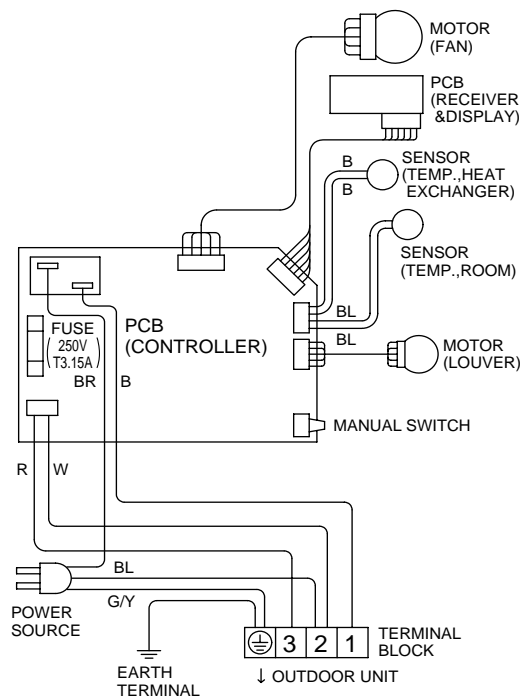 MOTOR
(FAN)
PCB
(RECEIVER
&DISPLAY)
B
B
SENSOR
(TEMP.,HEAT
EXCHANGER)
SENSOR
(TEMP.,ROOM)
FUSE
250V
T3.15A
PCB
(CONTROLLER)
BL
BL
MOTOR
(LOUVER)
BR
B
MANUAL SWITCH
R
W
BL
G/Y
POWER
SOURCE
EARTH
TERMINAL
3
2
1
TERMINAL
BLOCK
↓ OUTDOOR UNIT